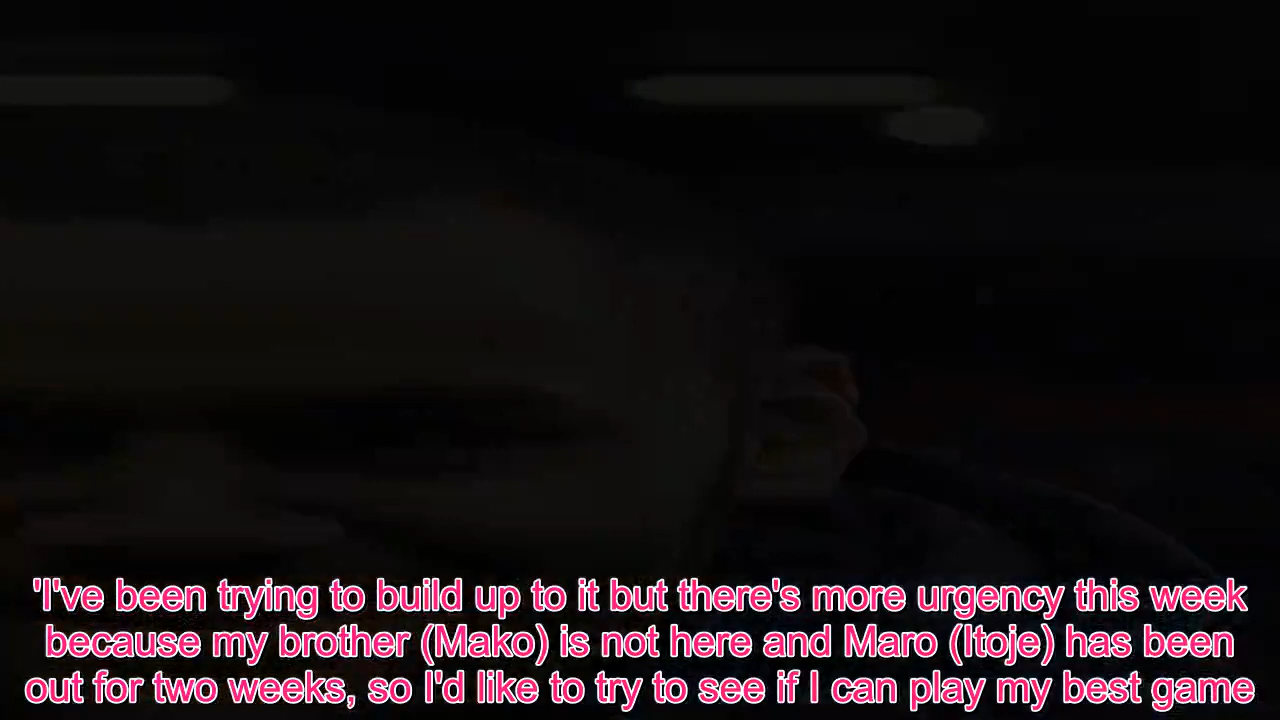 'I've been trying to build up to it but there's more urgency this week
because my brother (Mako) is not here and Maro (Itoje) has been
out for two weeks, so I'd like to try to see if I can play my best game